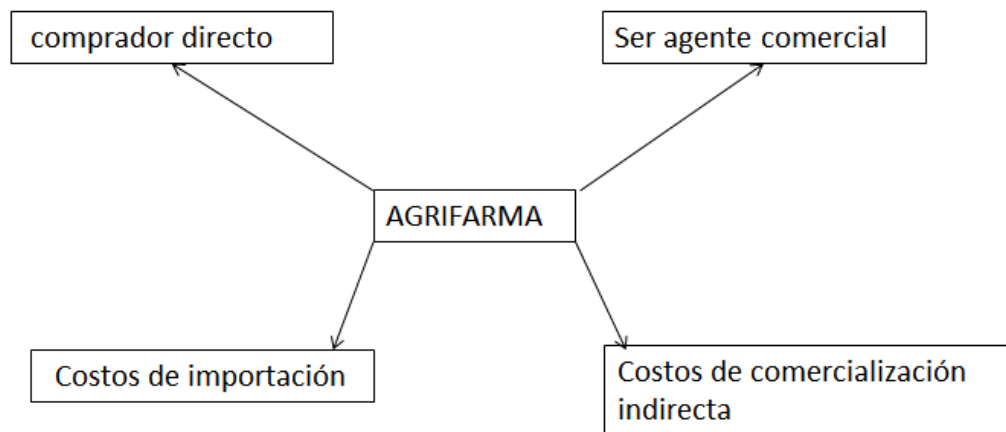 comprador directo
Ser agente comercial
AGRIFARMA
Costos de importación
Costos de comercialización
indirecta